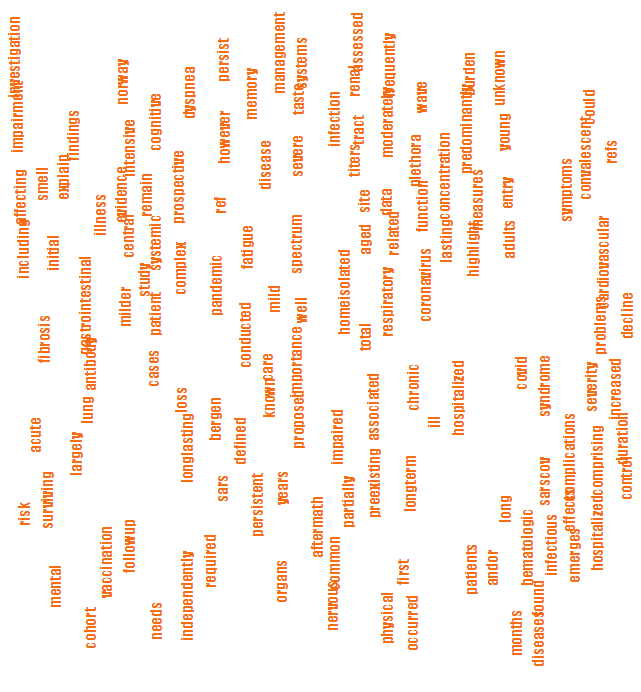 investigation
impairment
findings
norway
cognitive
intensive
dyspnea
persist
memory
management
systems
taste
assessed
renal
frequently
moderately
wave
burden
unknown
could
predominantly
however
infection
tract
severe
titers
plethora
concentration
young
convalescent
refs
symptoms
affecting
smell
explain
evidence
remain
prospective
disease
ref
site
data
function
measures
entry
including
initial
illness
central
systemic
complex
fatigue
spectrum
aged
related
lasting
highlight
adults
cardiovascular
gastrointestinal
milder
study
patient
pandemic
mild
well
homeisolated
respiratory
coronavirus
problems
decline
fibrosis
antibody
cases
conducted
care
importance
total
known
proposed
loss
chronic
hospitalized
covid
syndrome
severity
increased
lung
acute
largely
longlasting
bergen
defined
impaired
associated
ill
duration
complications
comprising
control
risk
surviving
sars
persistent
years
partially
preexisting
longterm
long
sarscov
effects
hospitalized
aftermath
common
hematologic
infectious
emerges
mental
vaccination
followup
cohort
needs
independently
required
organs
nervous
first
physical
occurred
patients
andor
found
months
diseases